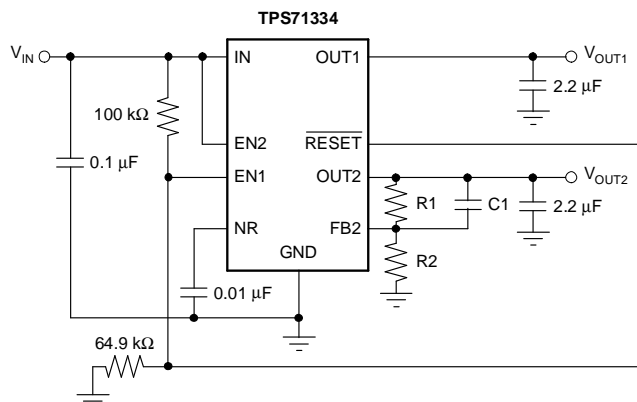 TPS71334
V_IN
IN
OUT1
V_OUT1
2.2 μF
100 kΩ
EN2
RESET
0.1 μF
EN1
OUT2
V_OUT2
R1
C1
2.2 μF
NR
FB2
GND
R2
0.01 μF
64.9 kΩ